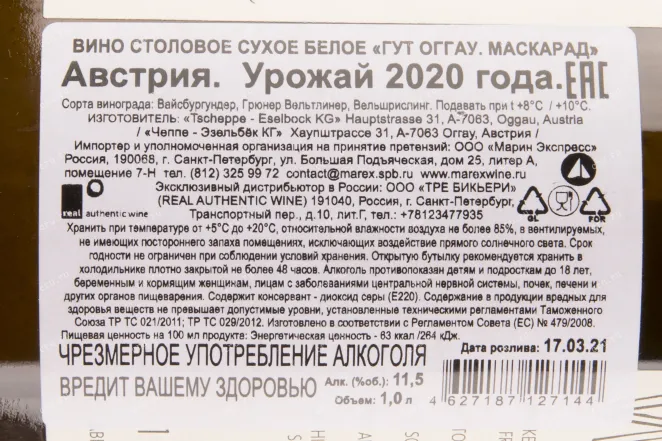 ВИНО СТОЛОВОЕ СУХОЕ БЕЛОЕ «ГУТ ОГГАУ. МАСКАРАД»
Австрия. Урожай 2020 года. EAC
Сорта винограда: Вайсбургундер, Грюнер Вельтлинер, Вельшрислинг. Подавать при t +8°C / +10°C.
ИЗГОТОВИТЕЛЬ: «Tscheppe - Eselbock KG» Hauptstrasse 31, A-7063, Oggau, Austria
/ «Чеппе - Эзельбёк КГ» Хауптштрассе 31, А-7063 Оггау, Австрия /
Импортер и уполномоченная организация на принятие претензий: ООО «Марин Экспресс»
Россия, 190068, г. Санкт-Петербург, ул. Большая Подъяческая, дом 25, литер А,
помещение 7-Н тел. (812) 325 99 72 contact@marex.spb.ru www.marexwine.ru
Эксклюзивный дистрибьютор в России: ООО «ТРЕ БИКЬЕРИ»
(REAL AUTHENTIC WINE) 191040, Россия, г. Санкт-Петербург,
real authentic wine Транспортный пер., д.10, лит.Г, тел.: +78123477935
GL FOR
Хранить при температуре от +5°C до +20°C, относительной влажности воздуха не более 85%, в вентилируемых,
не имеющих постороннего запаха помещениях, исключающих воздействие прямого солнечного света. Срок
годности не ограничен при соблюдении условий хранения. Открытую бутылку рекомендуется хранить в
холодильнике плотно закрытой не более 48 часов. Алкоголь противопоказан детям и подросткам до 18 лет,
беременным и кормящим женщинам, лицам с заболеваниями центральной нервной системы, почек, печени и
других органов пищеварения. Содержит консервант - диоксид серы (Е220). Содержание в продукции вредных для
здоровья веществ не превышает допустимые уровни, установленные техническими регламентами Таможенного
Союза ТР ТС 021/2011; ТР ТС 029/2012. Изготовлено в соответствии с Регламентом Совета (ЕС) № 479/2008.
Пищевая ценность на 100 мл продукта: Энергетическая ценность - 63 ккал /264 кДж.
ЧРЕЗМЕРНОЕ УПОТРЕБЛЕНИЕ АЛКОГОЛЯ
ВРЕДИТ ВАШЕМУ ЗДОРОВЬЮ
Дата розлива: 17.03.21
Алк. (%об.): 11,5
Объем: 1,0 л
4 627187 127144